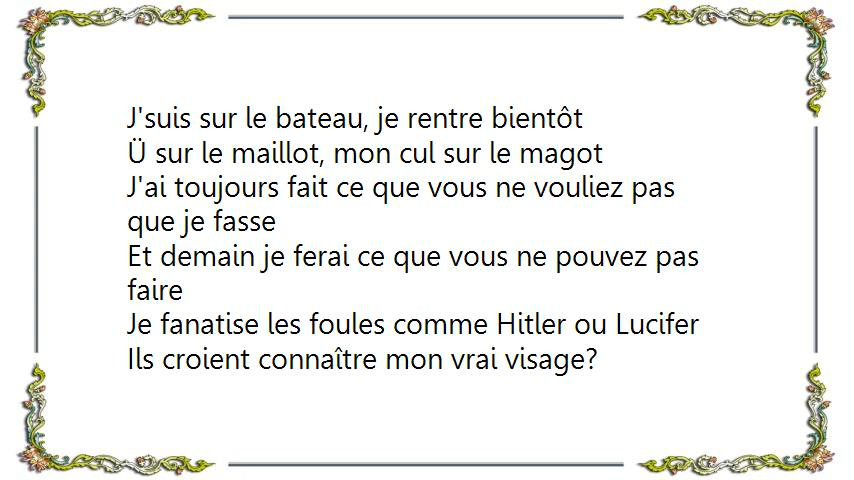 J'suis sur le bateau, je rentre bientôt
Ü sur le maillot, mon cul sur le magot
J'ai toujours fait ce que vous ne vouliez pas
que je fasse
Et demain je ferai ce que vous ne pouvez pas
faire
Je fanatise les foules comme Hitler ou Lucifer
Ils croient connaître mon vrai visage?